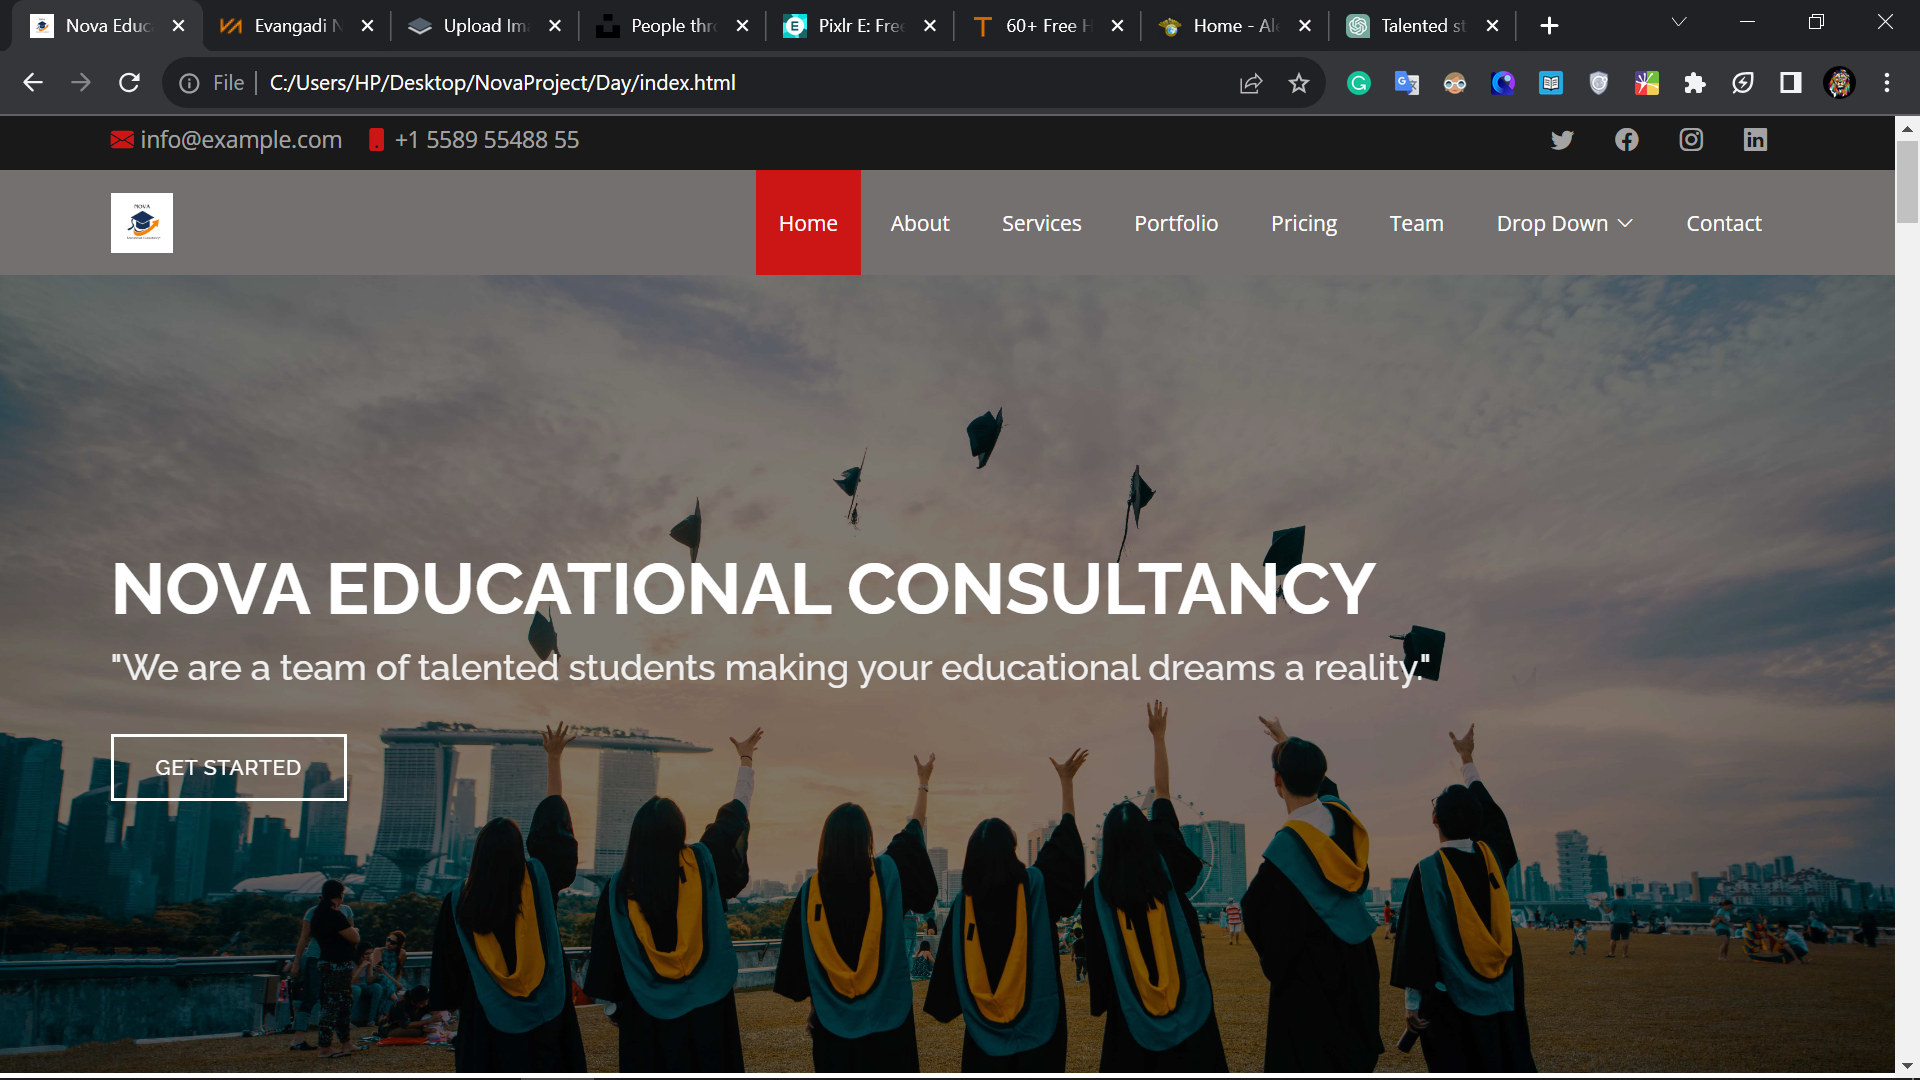 Nova Educ
Evangadi N
Upload Im
People thr
Pixlr E: Free
60+ Free H
Home - Al
Talented st
File
C:/Users/HP/Desktop/NovaProject/Day/index.html
info@example.com
+1 5589 55488 55
NOVA
Home
About
Services
Portfolio
Pricing
Team
Drop Down
Contact
NOVA EDUCATIONAL CONSULTANCY
"We are a team of talented students making your educational dreams a reality."
GET STARTED